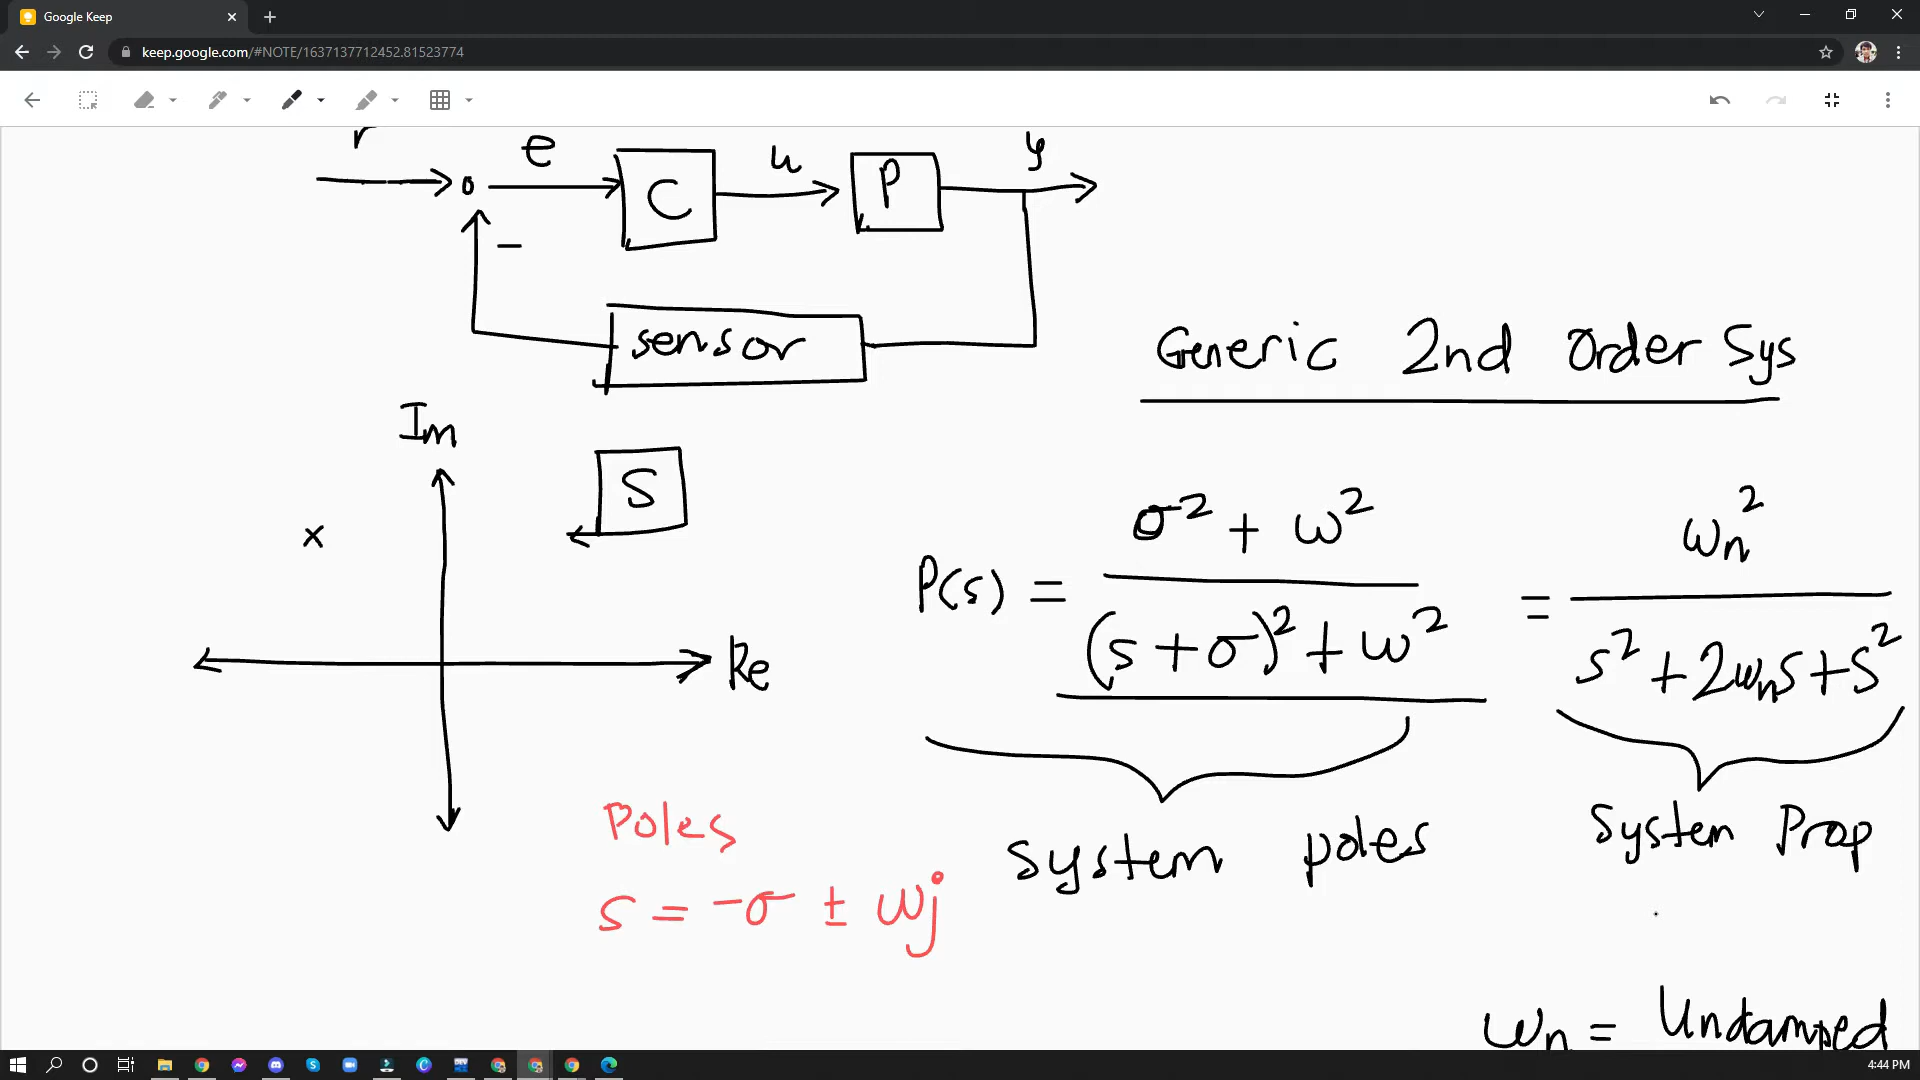 Google Keep
keep.google.com/#NOTE/1637137712452.81523774
r
e
C
u
P
y
−
sensor
Generic 2nd Order Sys
Im
S
x
Re
P(s) = σ² + ω² / (s + σ)² + ω² = ωn² / s² + 2ωns + s²
system poles
System Prop
Poles
s = -σ ± ωj
ωn = Undamped
4:44 PM